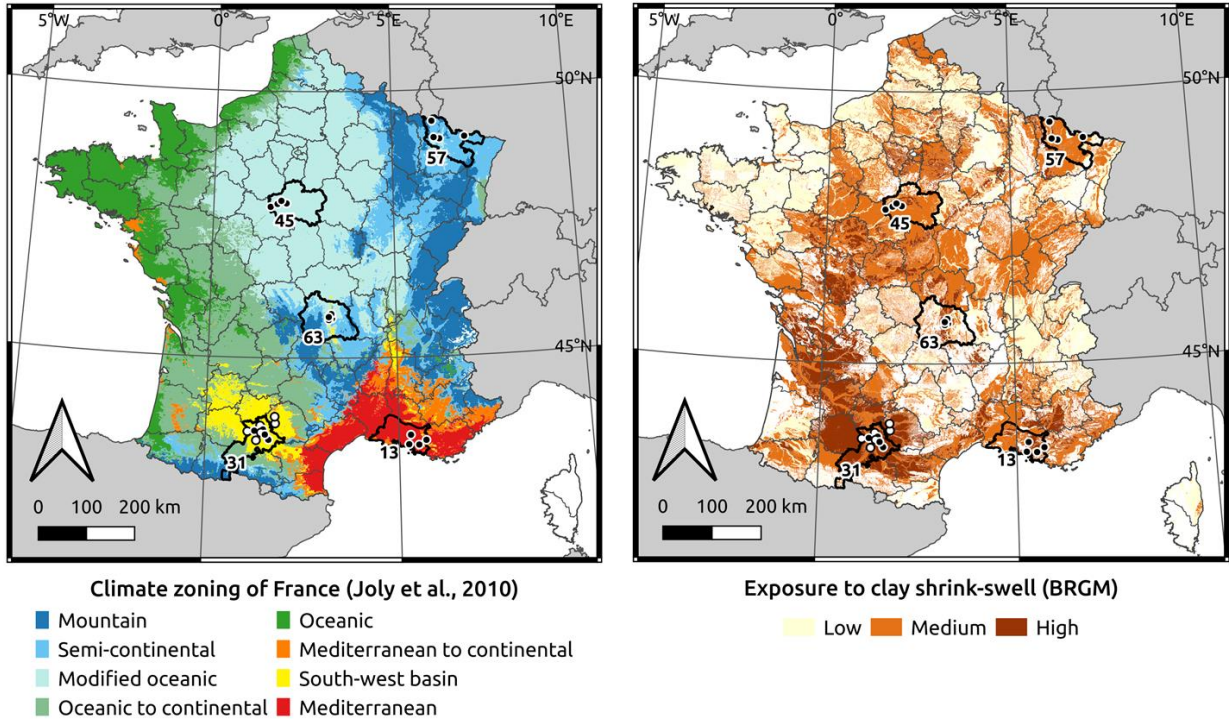 5°W 0° 5°E 10°E
50°N
57
45
63
45°N
31
13
0 100 200 km
Climate zoning of France (Joly et al., 2010)
Mountain
Semi-continental
Modified oceanic
Oceanic to continental
Oceanic
Mediterranean to continental
South-west basin
Mediterranean
5°W 0° 5°E 10°E
50°N
57
45
63
45°N
31
13
0 100 200 km
Exposure to clay shrink-swell (BRGM)
Low Medium High